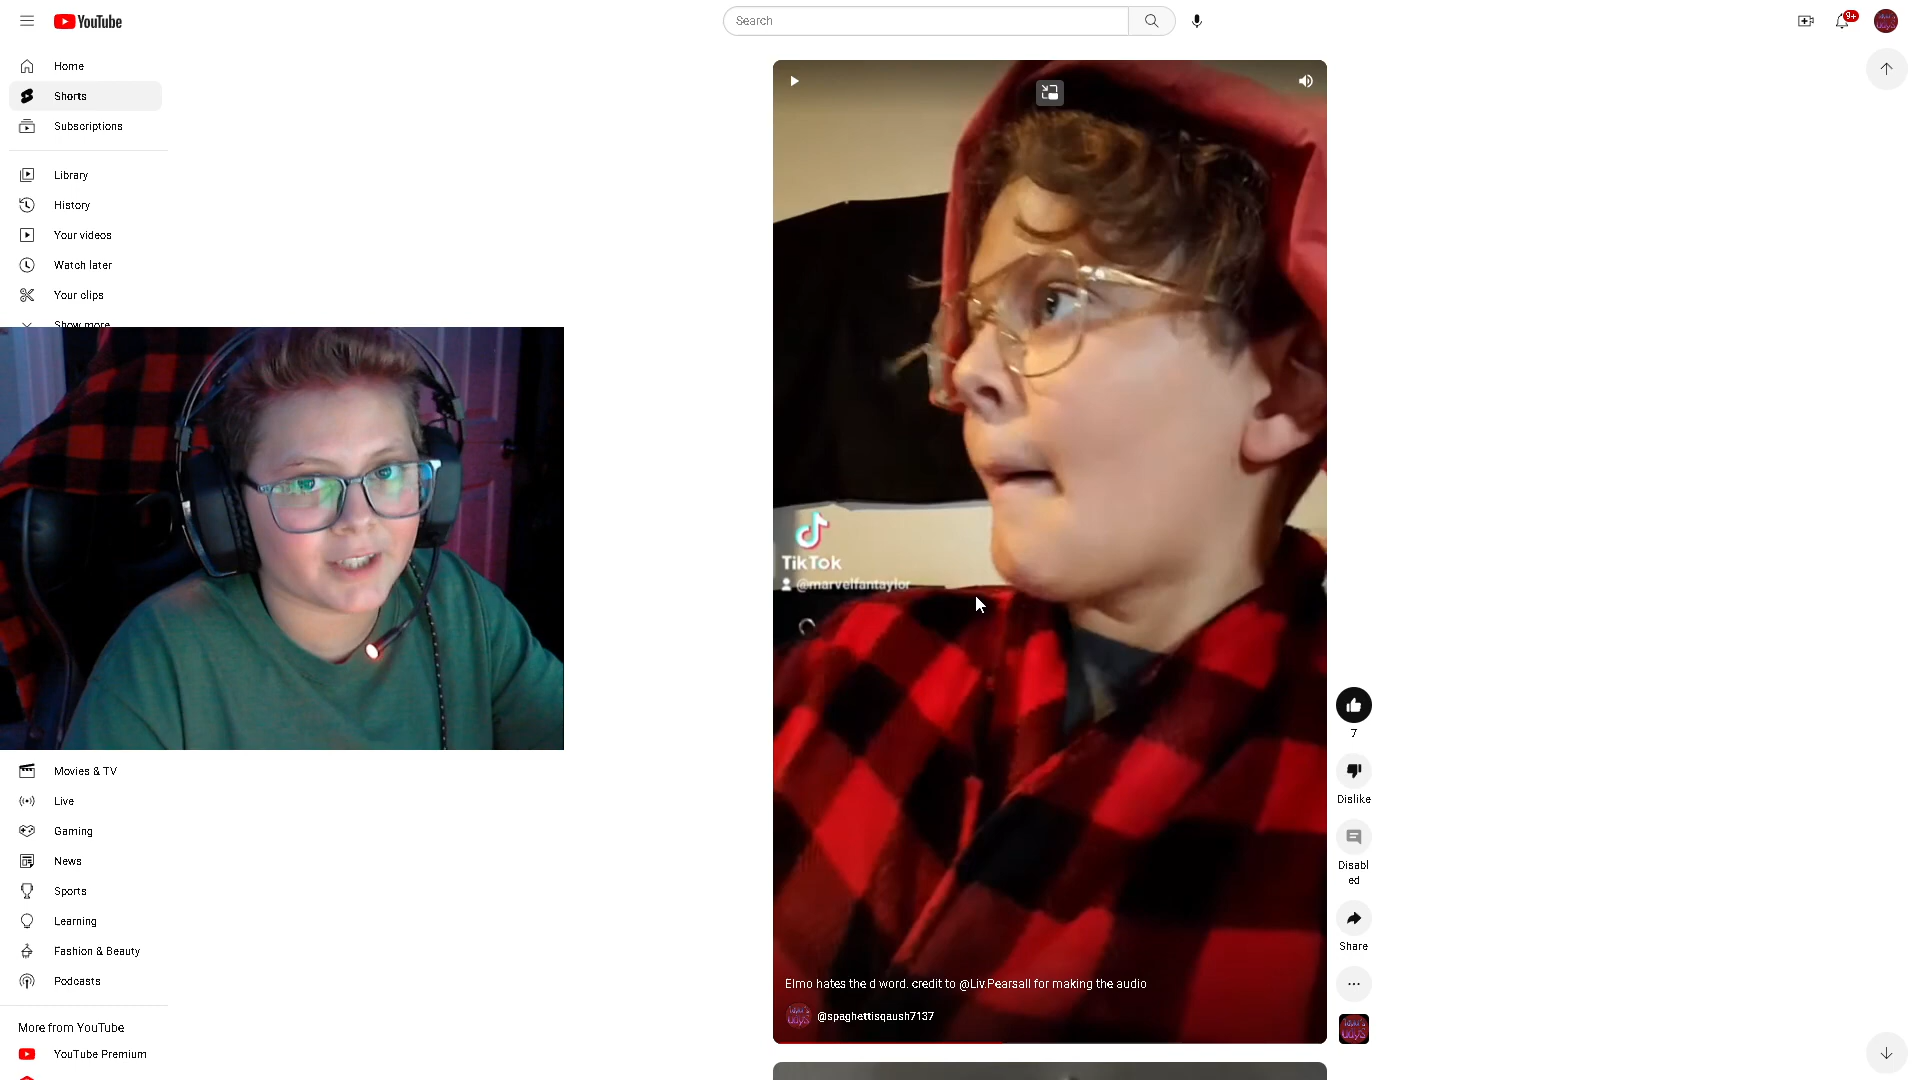 YouTube
Search
9+
Home
Shorts
Subscriptions
Library
History
Your videos
Watch later
Your clips
Show more
Movies & TV
Live
Gaming
News
Sports
Learning
Fashion & Beauty
Podcasts
More from YouTube
YouTube Premium
TikTok
@marvelfantaylor
Elmo hates the d word. credit to @Liv.Pearsall for making the audio
@spaghettisqaush7137
7
Dislike
Disabl
ed
Share